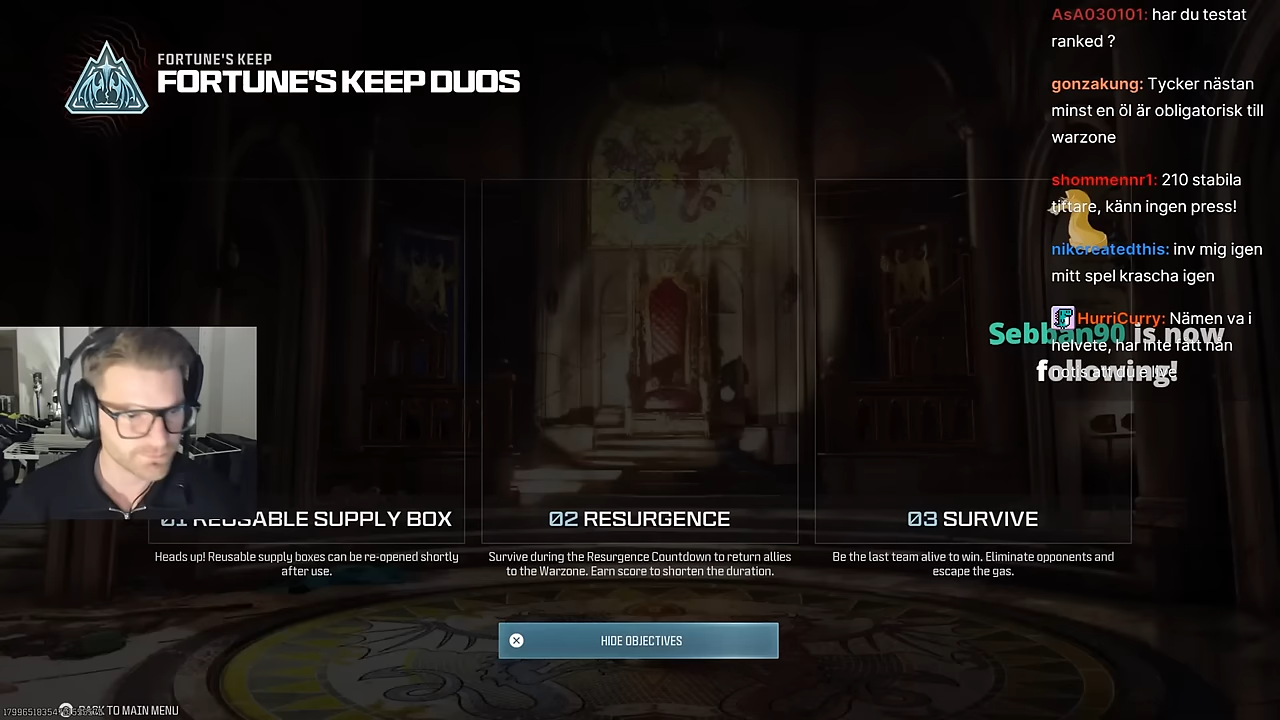 FORTUNE'S KEEP
FORTUNE'S KEEP DUOS
AsA030101: har du testat
ranked ?
gonzakung: Tycker nästan
minst en öl är obligatorisk till
warzone
shommennr1: 210 stabila
tittare, känn ingen press!
nikcreatedthis: inv mig igen
mitt spel krascha igen
HurriCurry: Nämen va i
helvete, har inte fått nån
Sebban90 is now
following!
01 REUSABLE SUPPLY BOX
Heads up! Reusable supply boxes can be re-opened shortly
after use.
02 RESURGENCE
Survive during the Resurgence Countdown to return allies
to the Warzone. Earn score to shorten the duration.
03 SURVIVE
Be the last team alive to win. Eliminate opponents and
escape the gas.
HIDE OBJECTIVES
BACK TO MAIN MENU